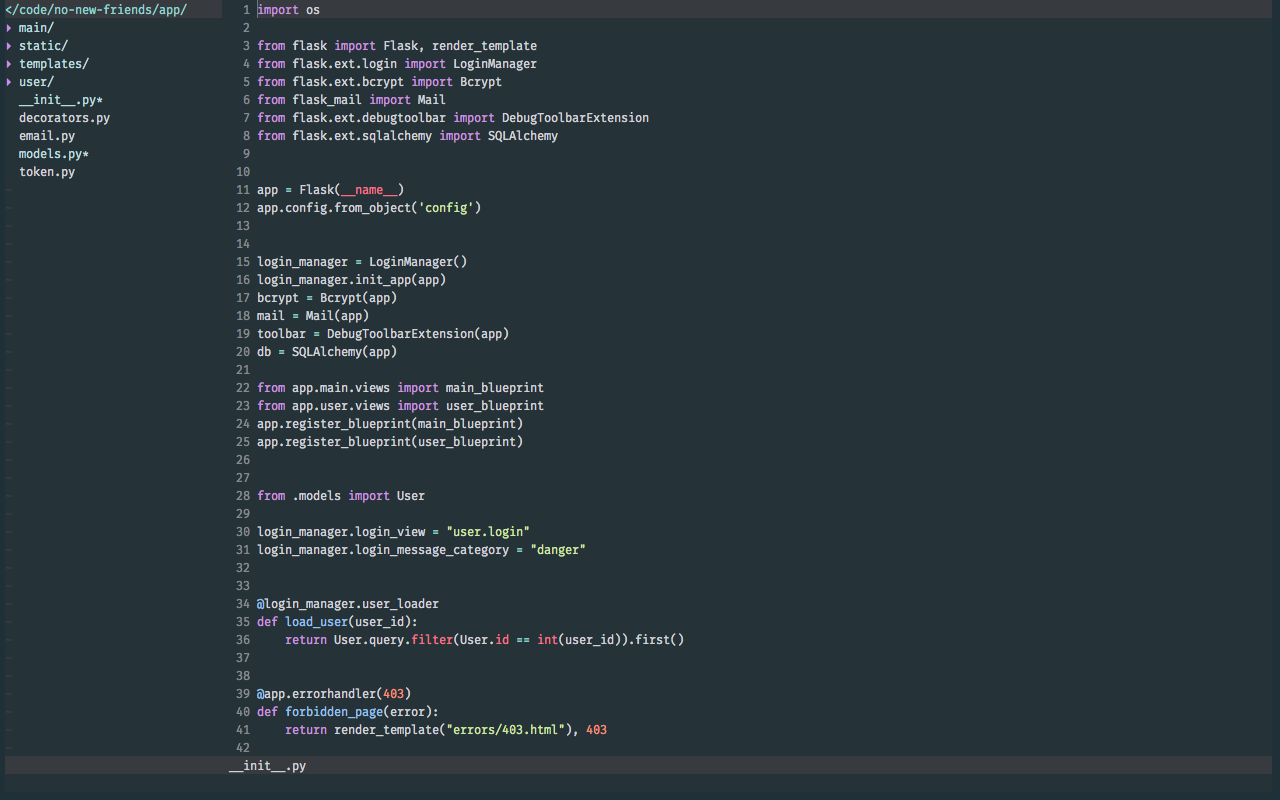 </code/no-new-friends/app/
▸ main/
▸ static/
▸ templates/
▸ user/
__init__.py*
decorators.py
email.py
models.py*
token.py
1 import os
2
3 from flask import Flask, render_template
4 from flask.ext.login import LoginManager
5 from flask.ext.bcrypt import Bcrypt
6 from flask_mail import Mail
7 from flask.ext.debugtoolbar import DebugToolbarExtension
8 from flask.ext.sqlalchemy import SQLAlchemy
9
10
11 app = Flask(__name__)
12 app.config.from_object('config')
13
14
15 login_manager = LoginManager()
16 login_manager.init_app(app)
17 bcrypt = Bcrypt(app)
18 mail = Mail(app)
19 toolbar = DebugToolbarExtension(app)
20 db = SQLAlchemy(app)
21
22 from app.main.views import main_blueprint
23 from app.user.views import user_blueprint
24 app.register_blueprint(main_blueprint)
25 app.register_blueprint(user_blueprint)
26
27
28 from .models import User
29
30 login_manager.login_view = "user.login"
31 login_manager.login_message_category = "danger"
32
33
34 @login_manager.user_loader
35 def load_user(user_id):
36     return User.query.filter(User.id == int(user_id)).first()
37
38
39 @app.errorhandler(403)
40 def forbidden_page(error):
41     return render_template("errors/403.html"), 403
42
__init__.py